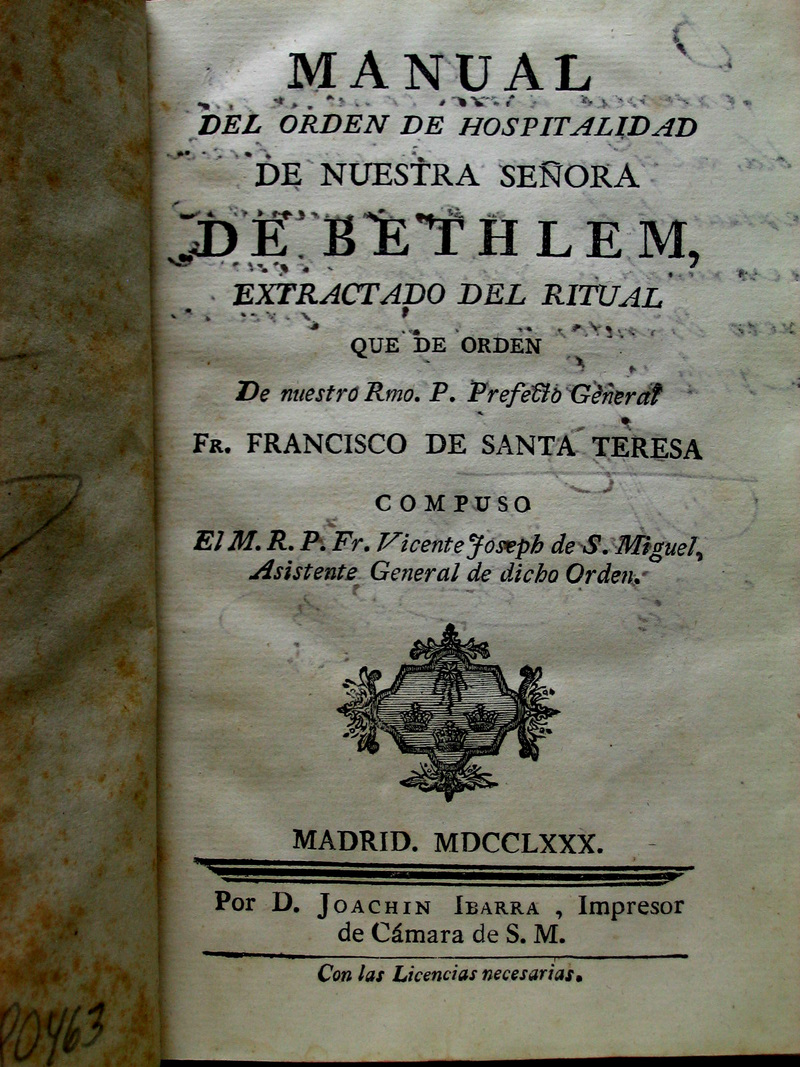 MANUAL
DEL ORDEN DE HOSPITALIDAD
DE NUESTRA SEÑORA
DE BETHLEM,
EXTRACTADO DEL RITUAL
QUE DE ORDEN
De nuestro Rmo. P. Prefecto General
FR. FRANCISCO DE SANTA TERESA
COMPUSO
El M. R. P. Fr. Vicente Joseph de S. Miguel,
Asistente General de dicho Orden.
MADRID. MDCCLXXX.
Por D. JOACHIN IBARRA , Impresor
de Cámara de S. M.
Con las Licencias necesarias.